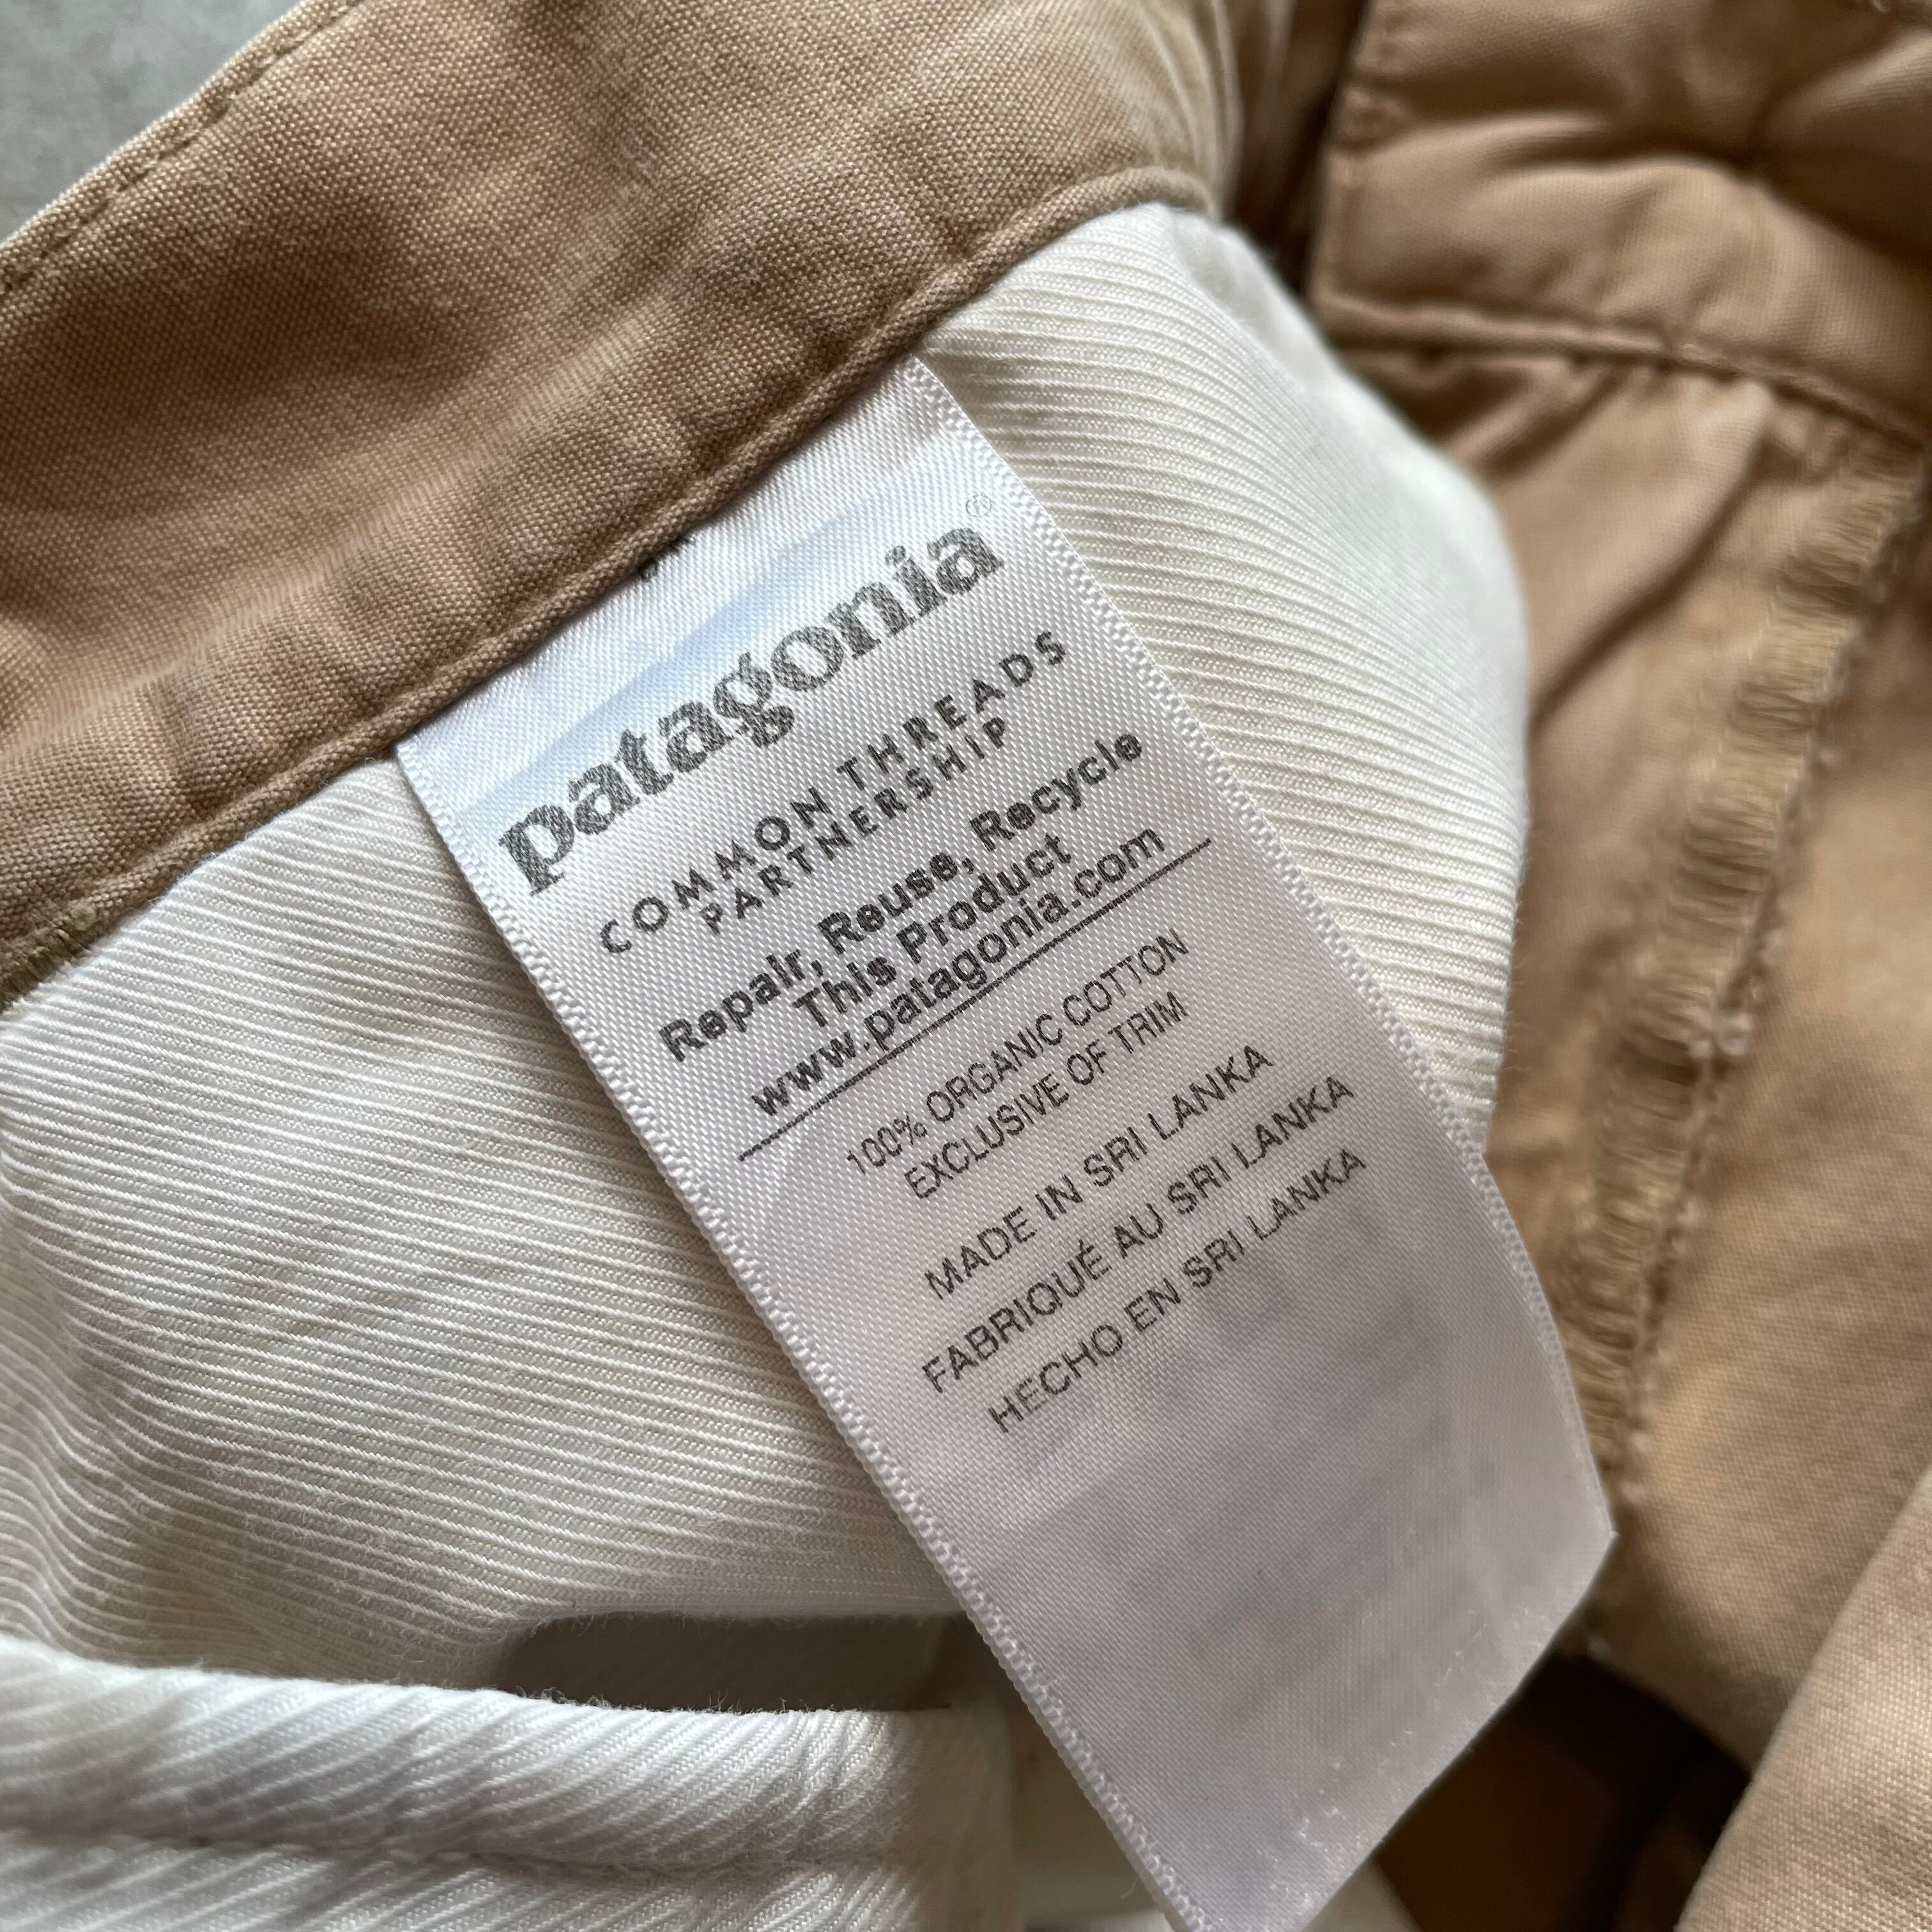 patagonia®
COMMON THREADS
PARTNERSHIP
Repair, Reuse, Recycle
This Product
www.patagonia.com
100% ORGANIC COTTON
EXCLUSIVE OF TRIM
MADE IN SRI LANKA
FABRIQUÉ AU SRI LANKA
HECHO EN SRI LANKA